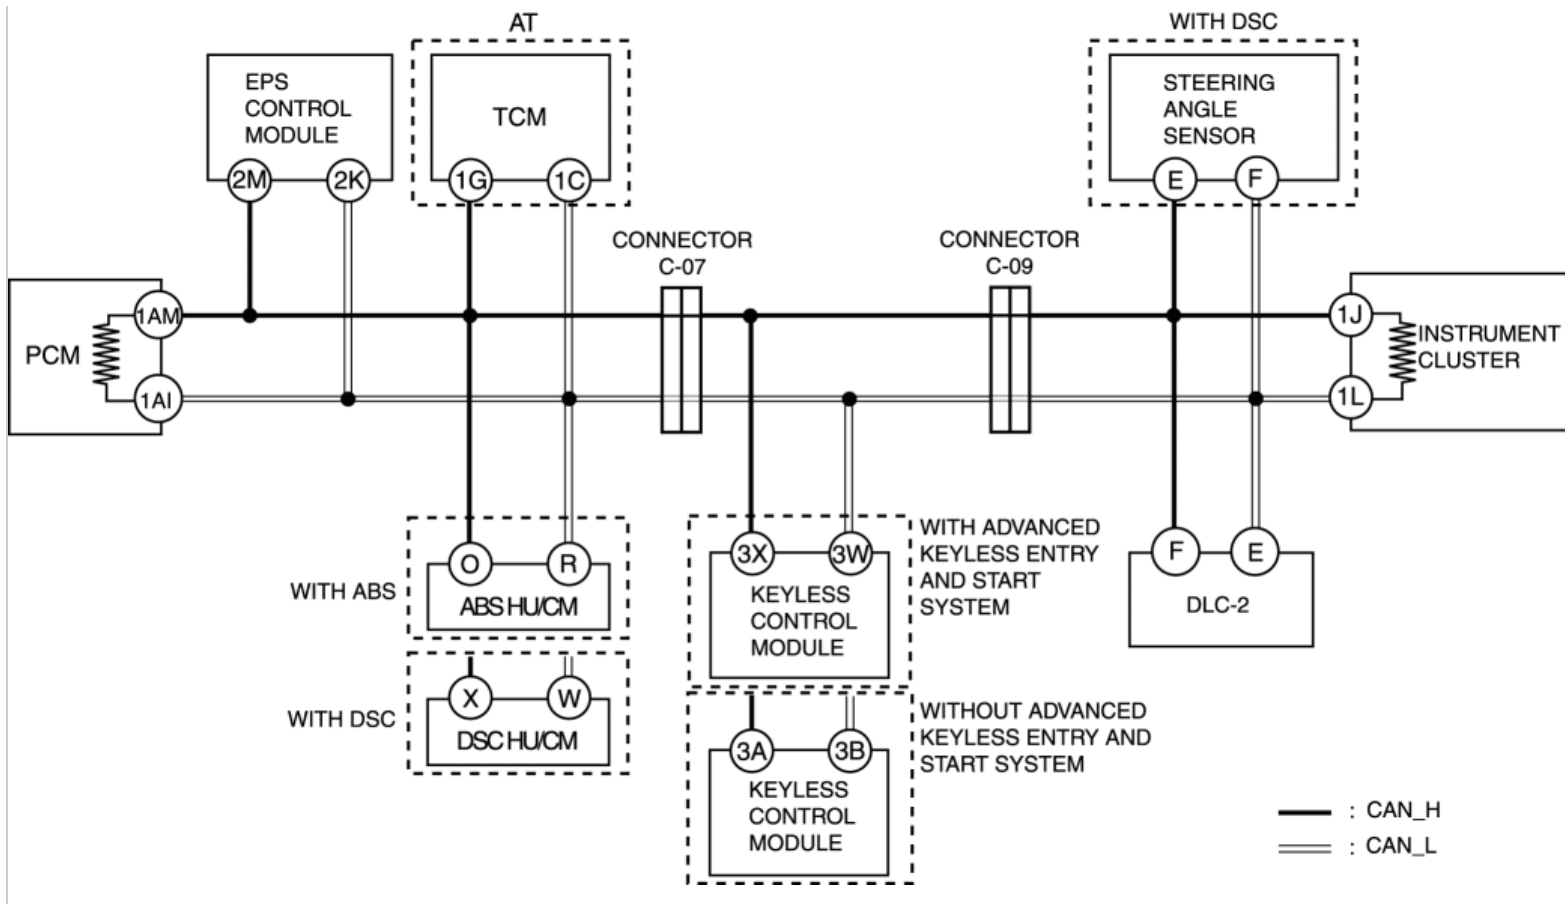 AT
WITH DSC
EPS
CONTROL
MODULE
TCM
STEERING
ANGLE
SENSOR
2M
2K
1G
1C
E
F
CONNECTOR
C-07
CONNECTOR
C-09
PCM
1AM
1AI
1J
1L
INSTRUMENT
CLUSTER
WITH ABS
O
R
ABS HU/CM
WITH DSC
X
W
DSC HU/CM
3X
3W
KEYLESS
CONTROL
MODULE
WITH ADVANCED
KEYLESS ENTRY
AND START
SYSTEM
3A
3B
KEYLESS
CONTROL
MODULE
WITHOUT ADVANCED
KEYLESS ENTRY AND
START SYSTEM
F
E
DLC-2
: CAN_H
: CAN_L